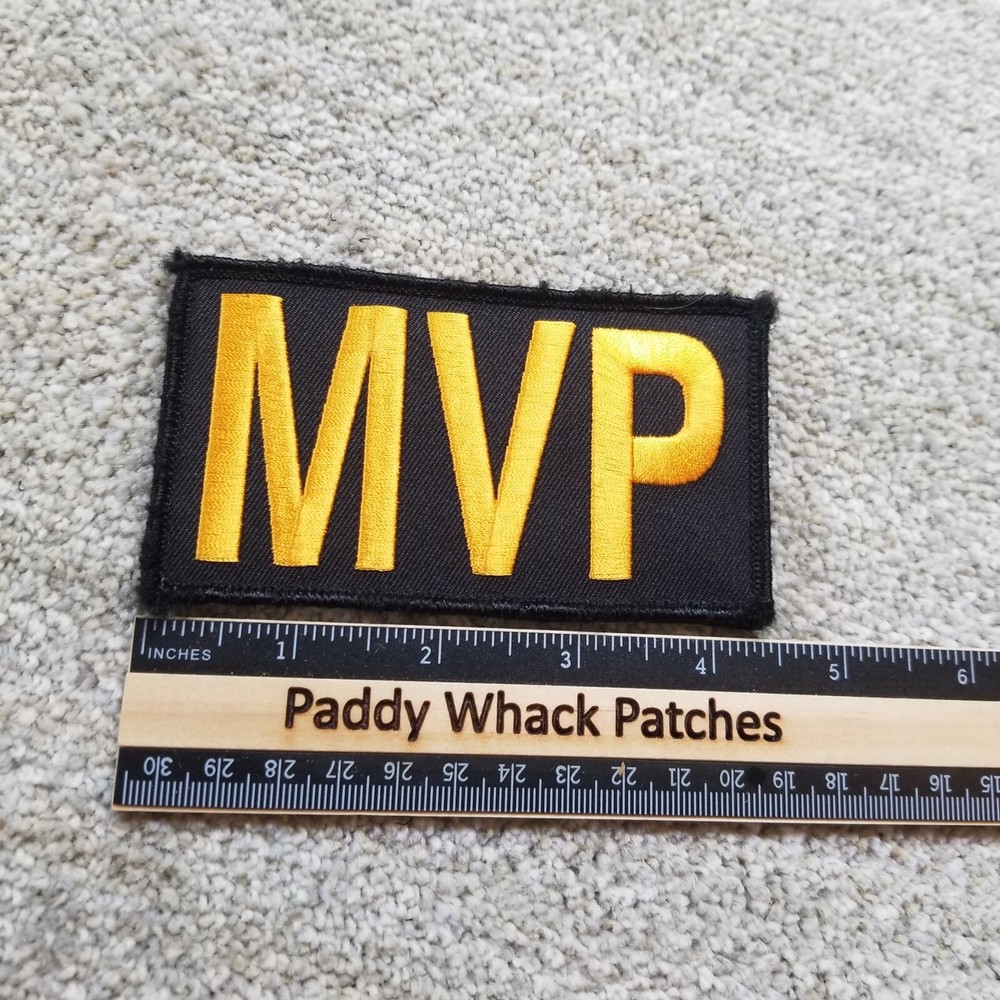 MVP
INCHES 1 2 3 4 5 6
Paddy Whack Patches
30 29 28 27 26 25 24 23 22 21 20 19 18 17 16 15